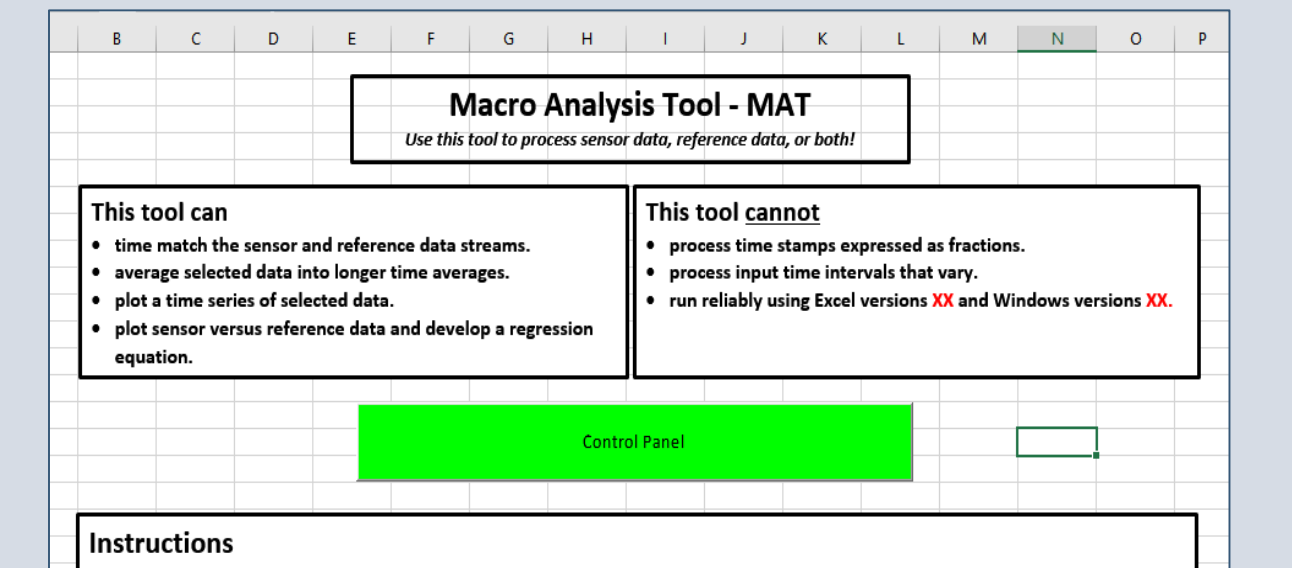 B C D E F G H I J K L M N O P
Macro Analysis Tool - MAT
Use this tool to process sensor data, reference data, or both!
This tool can
• time match the sensor and reference data streams.
• average selected data into longer time averages.
• plot a time series of selected data.
• plot sensor versus reference data and develop a regression
equation.
This tool cannot
• process time stamps expressed as fractions.
• process input time intervals that vary.
• run reliably using Excel versions XX and Windows versions XX.
Control Panel
Instructions